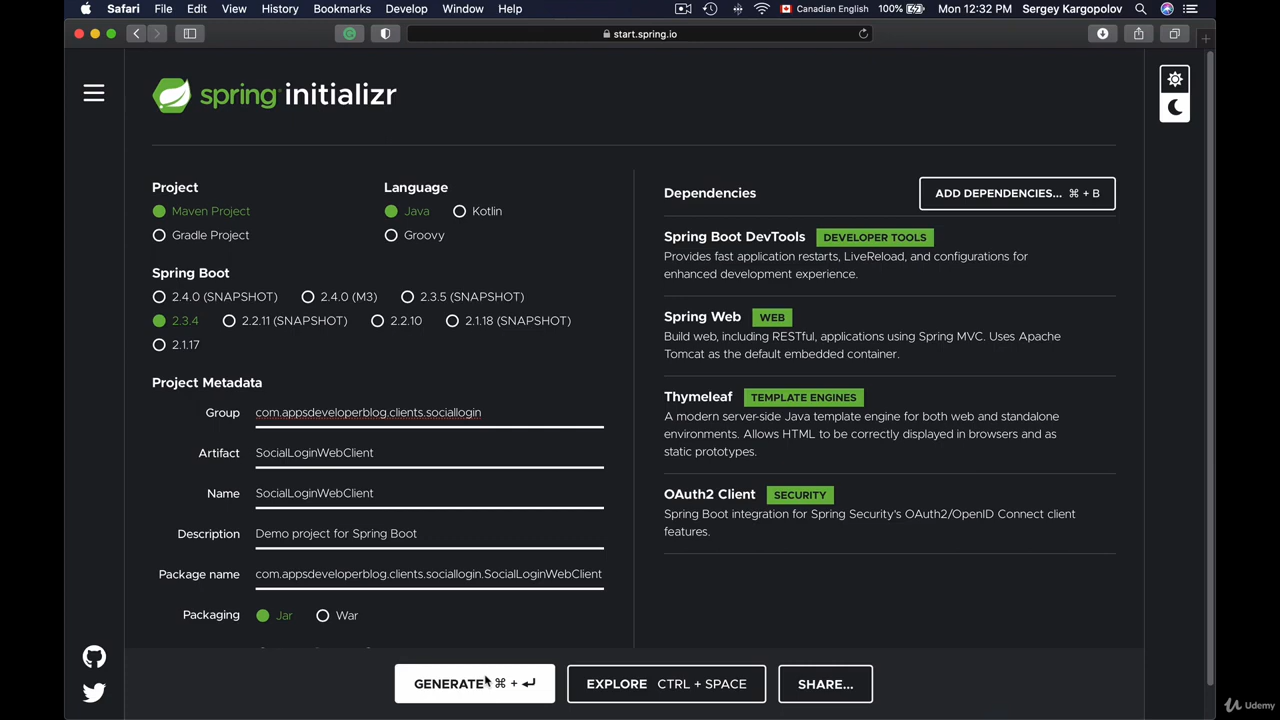 Safari File Edit View History Bookmarks Develop Window Help Canadian English 100% Mon 12:32 PM Sergey Kargopolov
start.spring.io
spring initializr
Project
Maven Project
Gradle Project
Language
Java Kotlin
Groovy
Spring Boot
2.4.0 (SNAPSHOT) 2.4.0 (M3) 2.3.5 (SNAPSHOT)
2.3.4 2.2.11 (SNAPSHOT) 2.2.10 2.1.18 (SNAPSHOT)
2.1.17
Project Metadata
Group com.appsdeveloperblog.clients.sociallogin
Artifact SocialLoginWebClient
Name SocialLoginWebClient
Description Demo project for Spring Boot
Package name com.appsdeveloperblog.clients.sociallogin.SocialLoginWebClient
Packaging Jar War
Dependencies ADD DEPENDENCIES... ⌘ + B
Spring Boot DevTools DEVELOPER TOOLS
Provides fast application restarts, LiveReload, and configurations for
enhanced development experience.
Spring Web WEB
Build web, including RESTful, applications using Spring MVC. Uses Apache
Tomcat as the default embedded container.
Thymeleaf TEMPLATE ENGINES
A modern server-side Java template engine for both web and standalone
environments. Allows HTML to be correctly displayed in browsers and as
static prototypes.
OAuth2 Client SECURITY
Spring Boot integration for Spring Security's OAuth2/OpenID Connect client
features.
GENERATE ⌘ + ↵ EXPLORE CTRL + SPACE SHARE...
Udemy